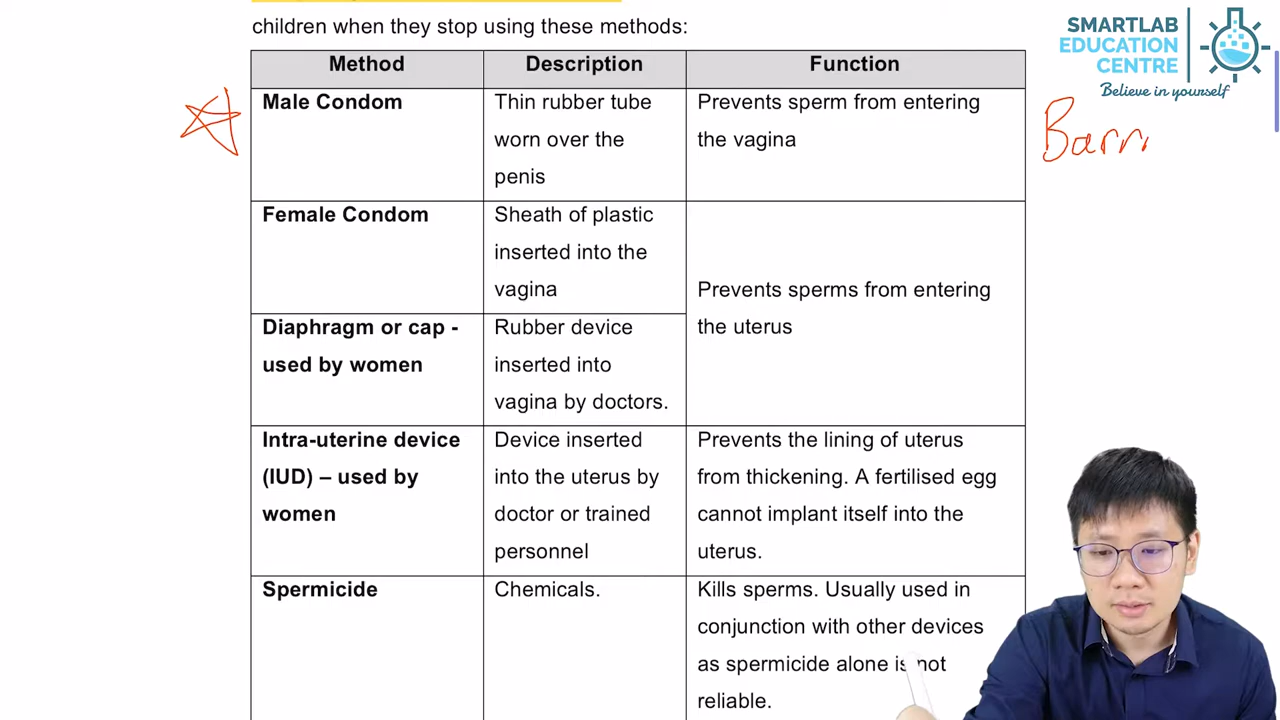 children when they stop using these methods:
SMARTLAB
EDUCATION
CENTRE
Believe in yourself
Method Description Function
Male Condom
Thin rubber tube
worn over the
penis
Prevents sperm from entering
the vagina
Barri
Female Condom
Sheath of plastic
inserted into the
vagina
Prevents sperms from entering
the uterus
Diaphragm or cap -
used by women
Rubber device
inserted into
vagina by doctors.
Intra-uterine device
(IUD) – used by
women
Device inserted
into the uterus by
doctor or trained
personnel
Prevents the lining of uterus
from thickening. A fertilised egg
cannot implant itself into the
uterus.
Spermicide
Chemicals.
Kills sperms. Usually used in
conjunction with other devices
as spermicide alone is not
reliable.